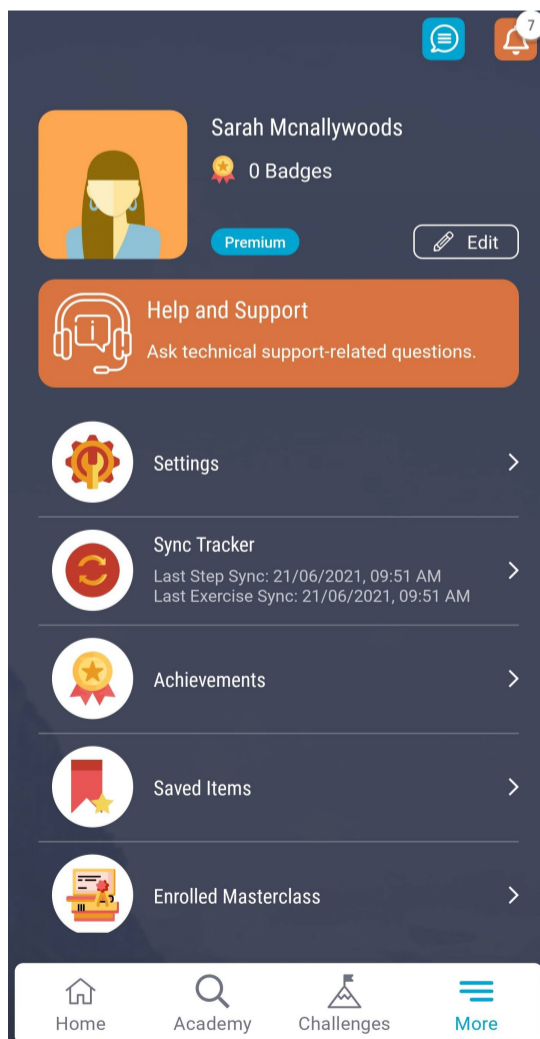 7
Sarah Mcnallywoods
0 Badges
Premium
Edit
Help and Support
Ask technical support-related questions.
Settings
Sync Tracker
Last Step Sync: 21/06/2021, 09:51 AM
Last Exercise Sync: 21/06/2021, 09:51 AM
Achievements
Saved Items
Enrolled Masterclass
Home
Academy
Challenges
More